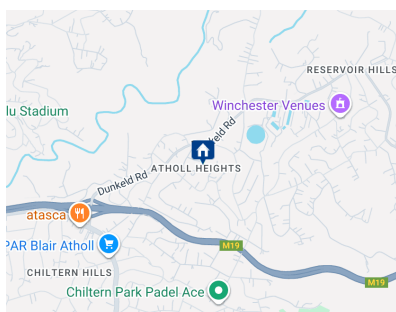 RESERVOIR HILLS
Winchester Venues
lu Stadium
Dunkeld Rd
keld Rd
ATHOLL HEIGHTS
atasca
PAR Blair Atholl
M19
CHILTERN HILLS
M19
Chiltern Park Padel Ace